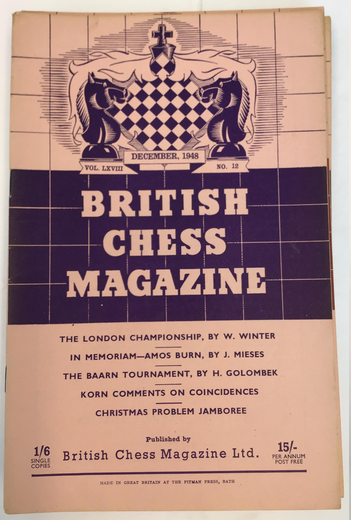 DECEMBER, 1948
VOL. LXVIII
NO. 12
BRITISH
CHESS
MAGAZINE
THE LONDON CHAMPIONSHIP, BY W. WINTER
IN MEMORIAM—AMOS BURN, BY J. MIESES
THE BAARN TOURNAMENT, BY H. GOLOMBEK
KORN COMMENTS ON COINCIDENCES
CHRISTMAS PROBLEM JAMBOREE
1/6
SINGLE
COPIES
Published by
British Chess Magazine Ltd.
15/-
PER ANNUM
POST FREE
MADE IN GREAT BRITAIN AT THE PITMAN PRESS, BATH